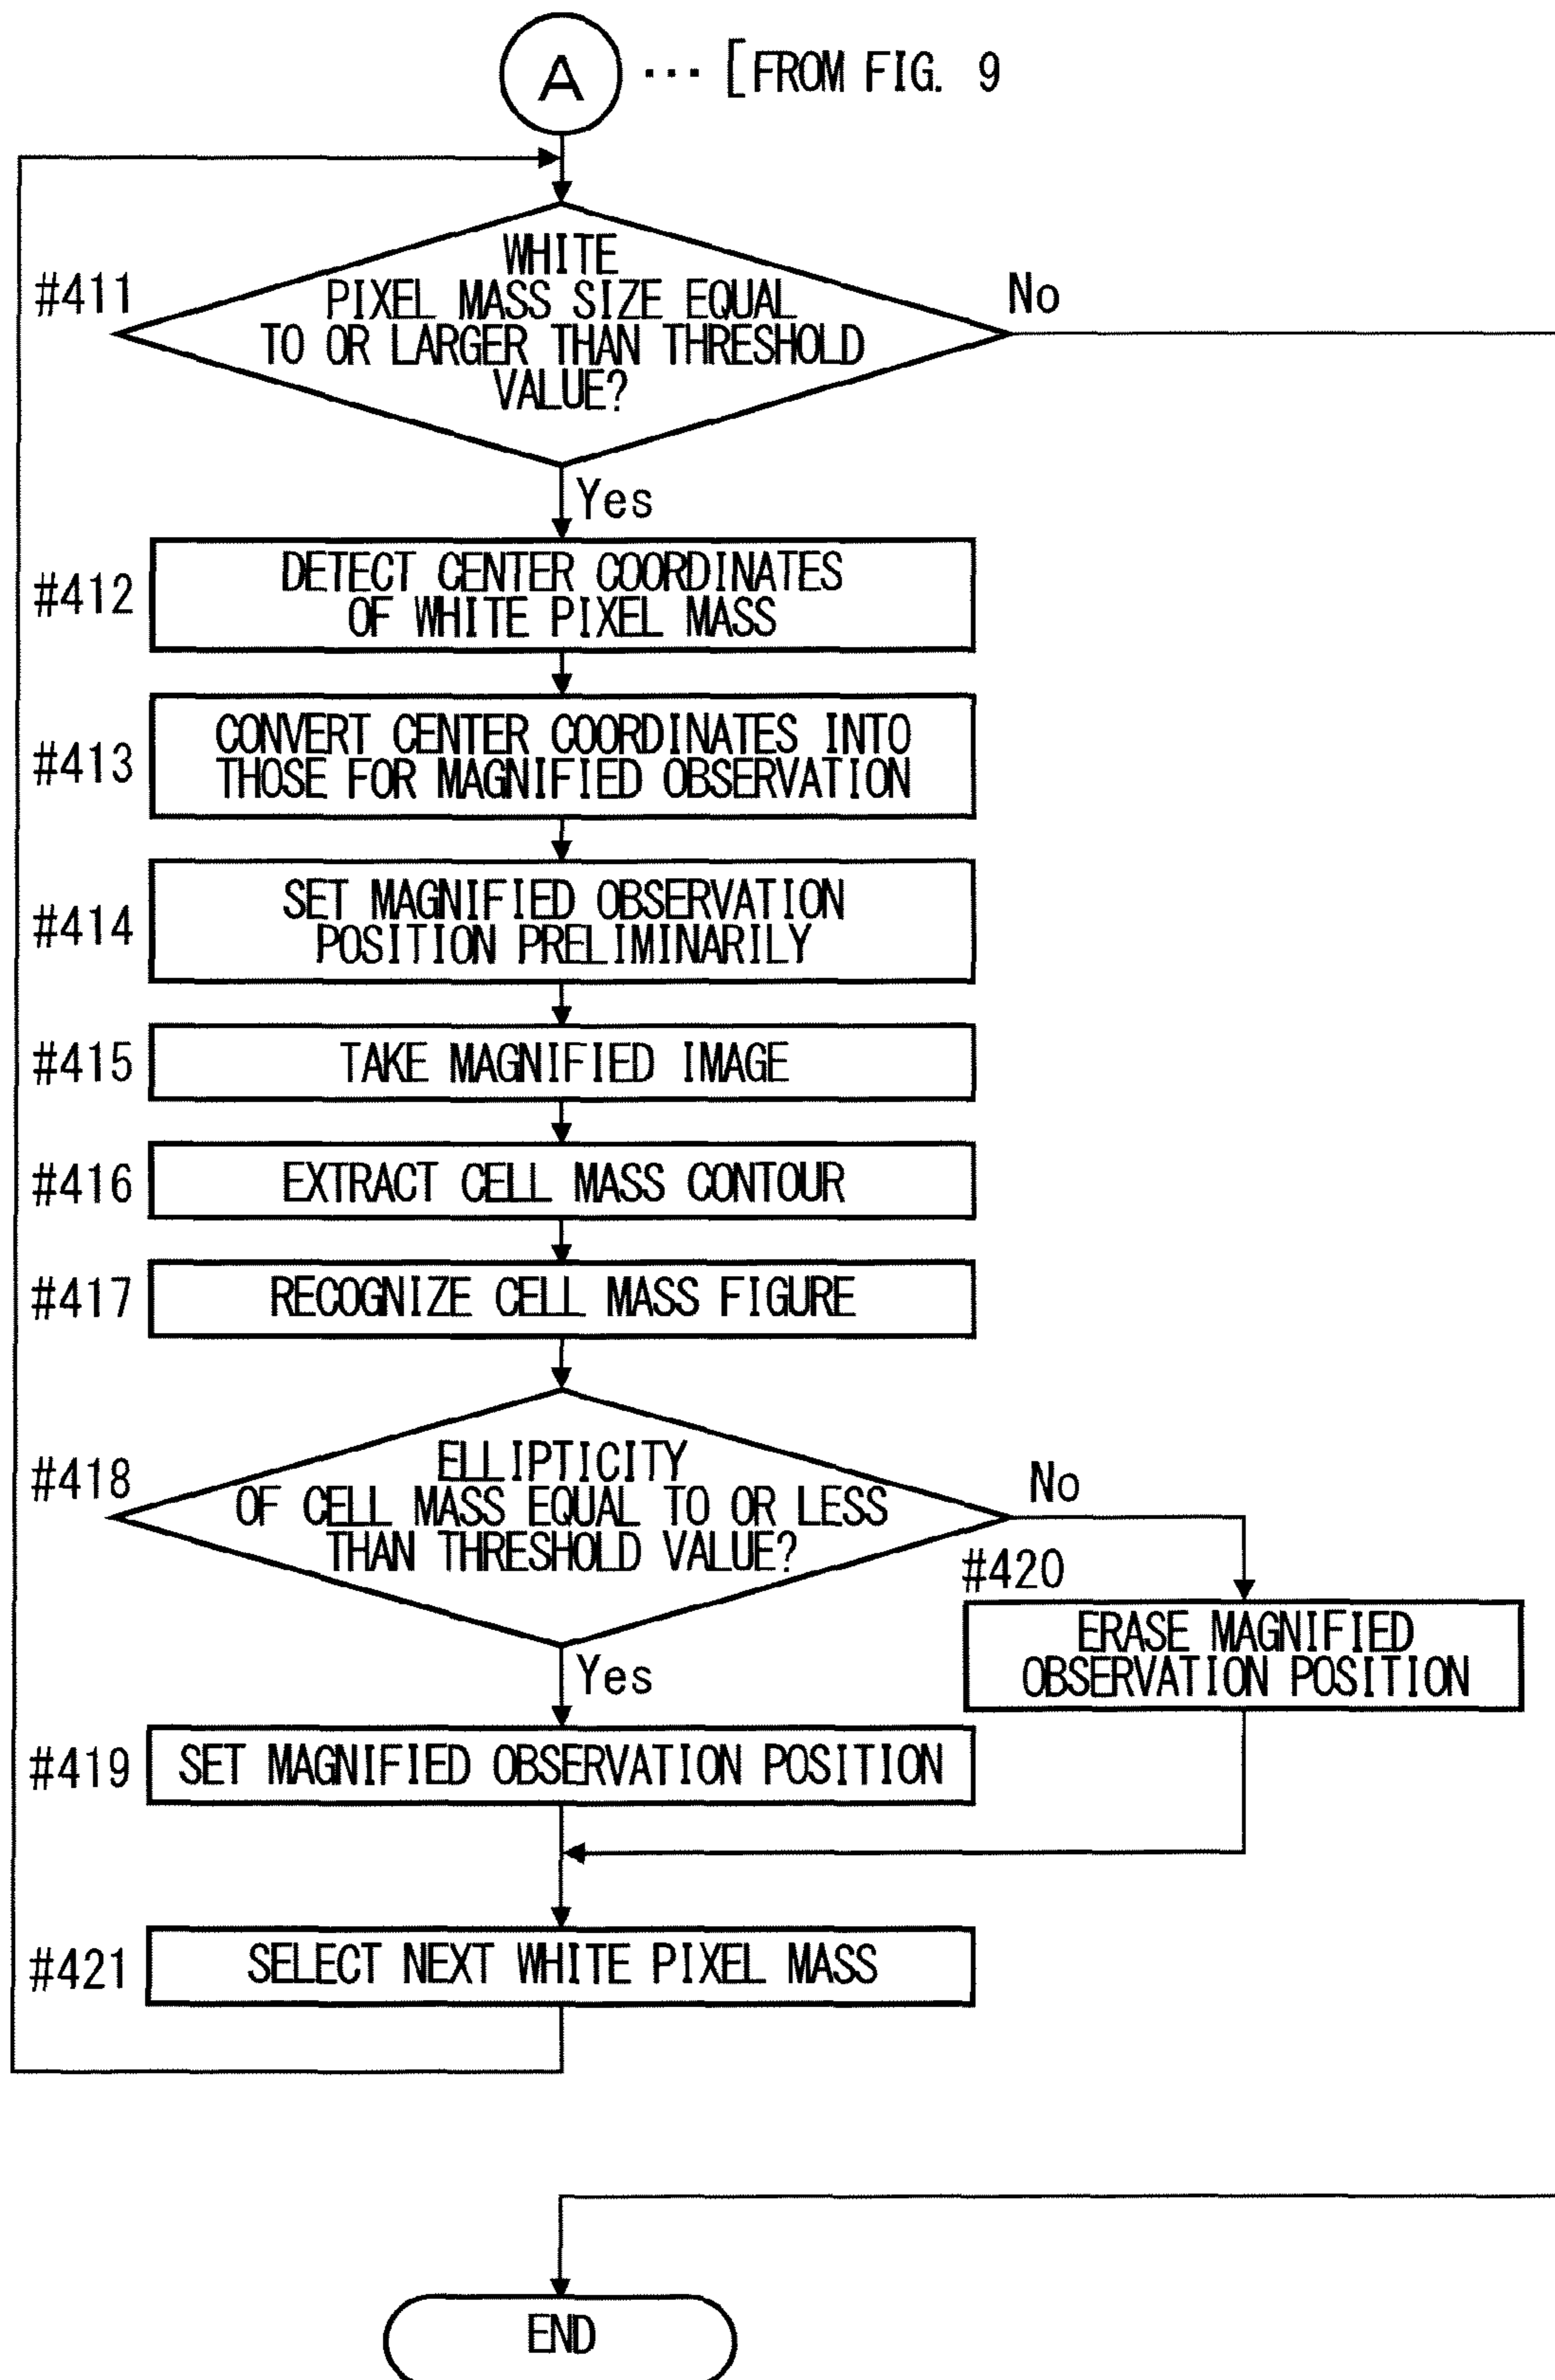 A ... [FROM FIG. 9
#411
WHITE
PIXEL MASS SIZE EQUAL
TO OR LARGER THAN THRESHOLD
VALUE?
No
Yes
#412
DETECT CENTER COORDINATES
OF WHITE PIXEL MASS
#413
CONVERT CENTER COORDINATES INTO
THOSE FOR MAGNIFIED OBSERVATION
#414
SET MAGNIFIED OBSERVATION
POSITION PRELIMINARILY
#415
TAKE MAGNIFIED IMAGE
#416
EXTRACT CELL MASS CONTOUR
#417
RECOGNIZE CELL MASS FIGURE
#418
ELLIPTICITY
OF CELL MASS EQUAL TO OR LESS
THAN THRESHOLD VALUE?
No
#420
ERASE MAGNIFIED
OBSERVATION POSITION
Yes
#419
SET MAGNIFIED OBSERVATION POSITION
#421
SELECT NEXT WHITE PIXEL MASS
END